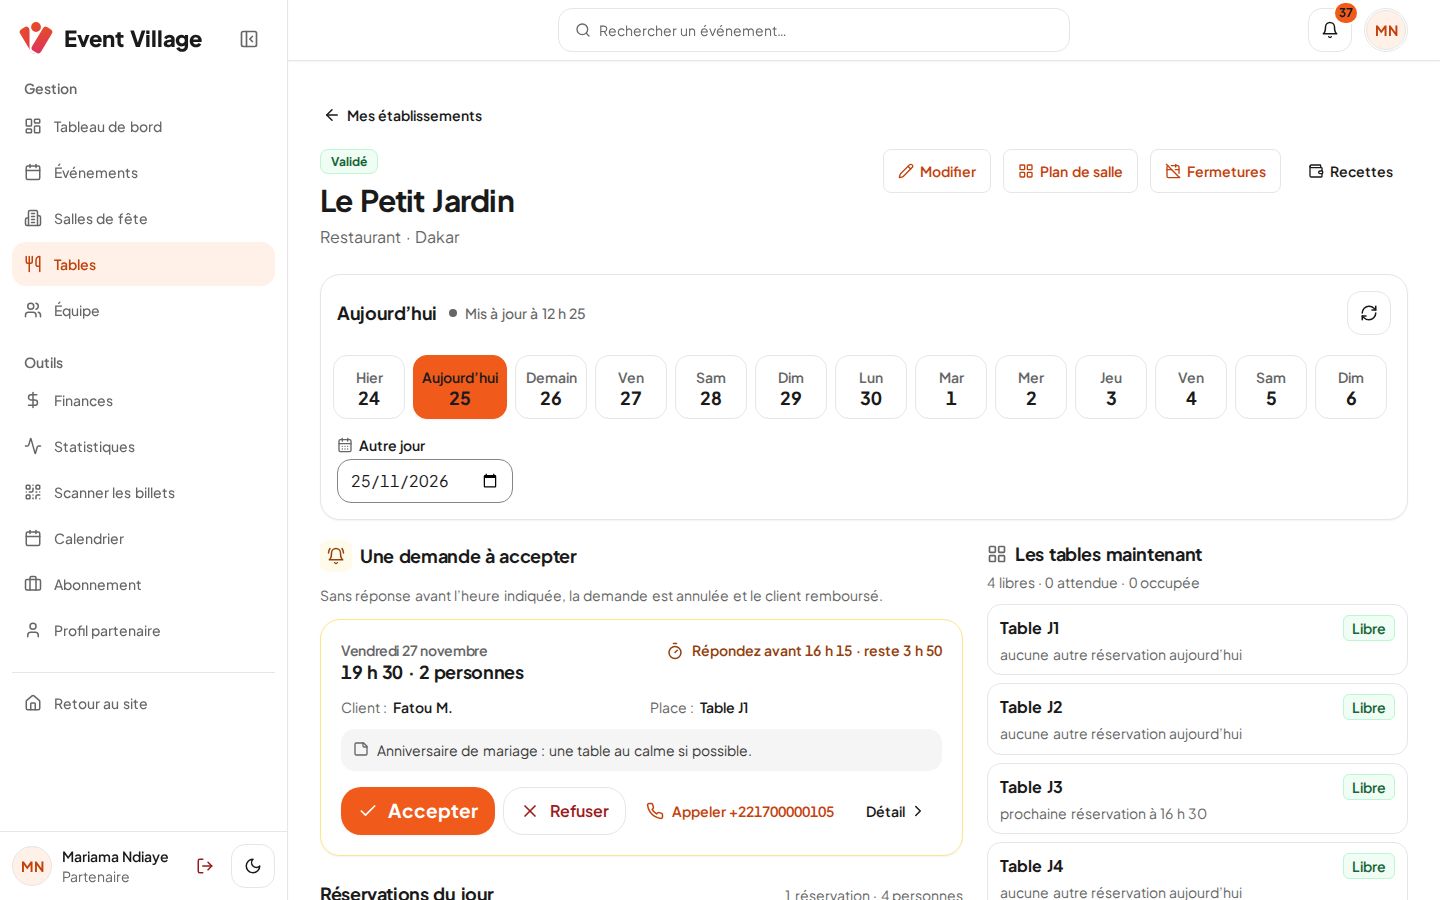 Event Village
Rechercher un événement...
37
MN
Gestion
Tableau de bord
Événements
Salles de fête
Tables
Équipe
Outils
Finances
Statistiques
Scanner les billets
Calendrier
Abonnement
Profil partenaire
Retour au site
MN
Mariama Ndiaye
Partenaire
Mes établissements
Validé
Le Petit Jardin
Restaurant · Dakar
Modifier
Plan de salle
Fermetures
Recettes
Aujourd’hui
Mis à jour à 12 h 25
Hier
24
Aujourd’hui
25
Demain
26
Ven
27
Sam
28
Dim
29
Lun
30
Mar
1
Mer
2
Jeu
3
Ven
4
Sam
5
Dim
6
Autre jour
25/11/2026
Une demande à accepter
Sans réponse avant l’heure indiquée, la demande est annulée et le client remboursé.
Vendredi 27 novembre
19 h 30 · 2 personnes
Répondez avant 16 h 15 · reste 3 h 50
Client : Fatou M.
Place : Table J1
Anniversaire de mariage : une table au calme si possible.
Accepter
Refuser
Appeler +221700000105
Détail
Réservations du jour
1 réservation · 4 personnes
Les tables maintenant
4 libres · 0 attendue · 0 occupée
Table J1
Libre
aucune autre réservation aujourd’hui
Table J2
Libre
aucune autre réservation aujourd’hui
Table J3
Libre
prochaine réservation à 16 h 30
Table J4
Libre
aucune autre réservation aujourd’hui